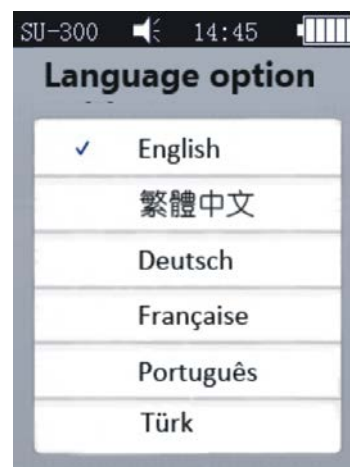 SU-300 14:45
Language option
English
繁體中文
Deutsch
Française
Português
Türk